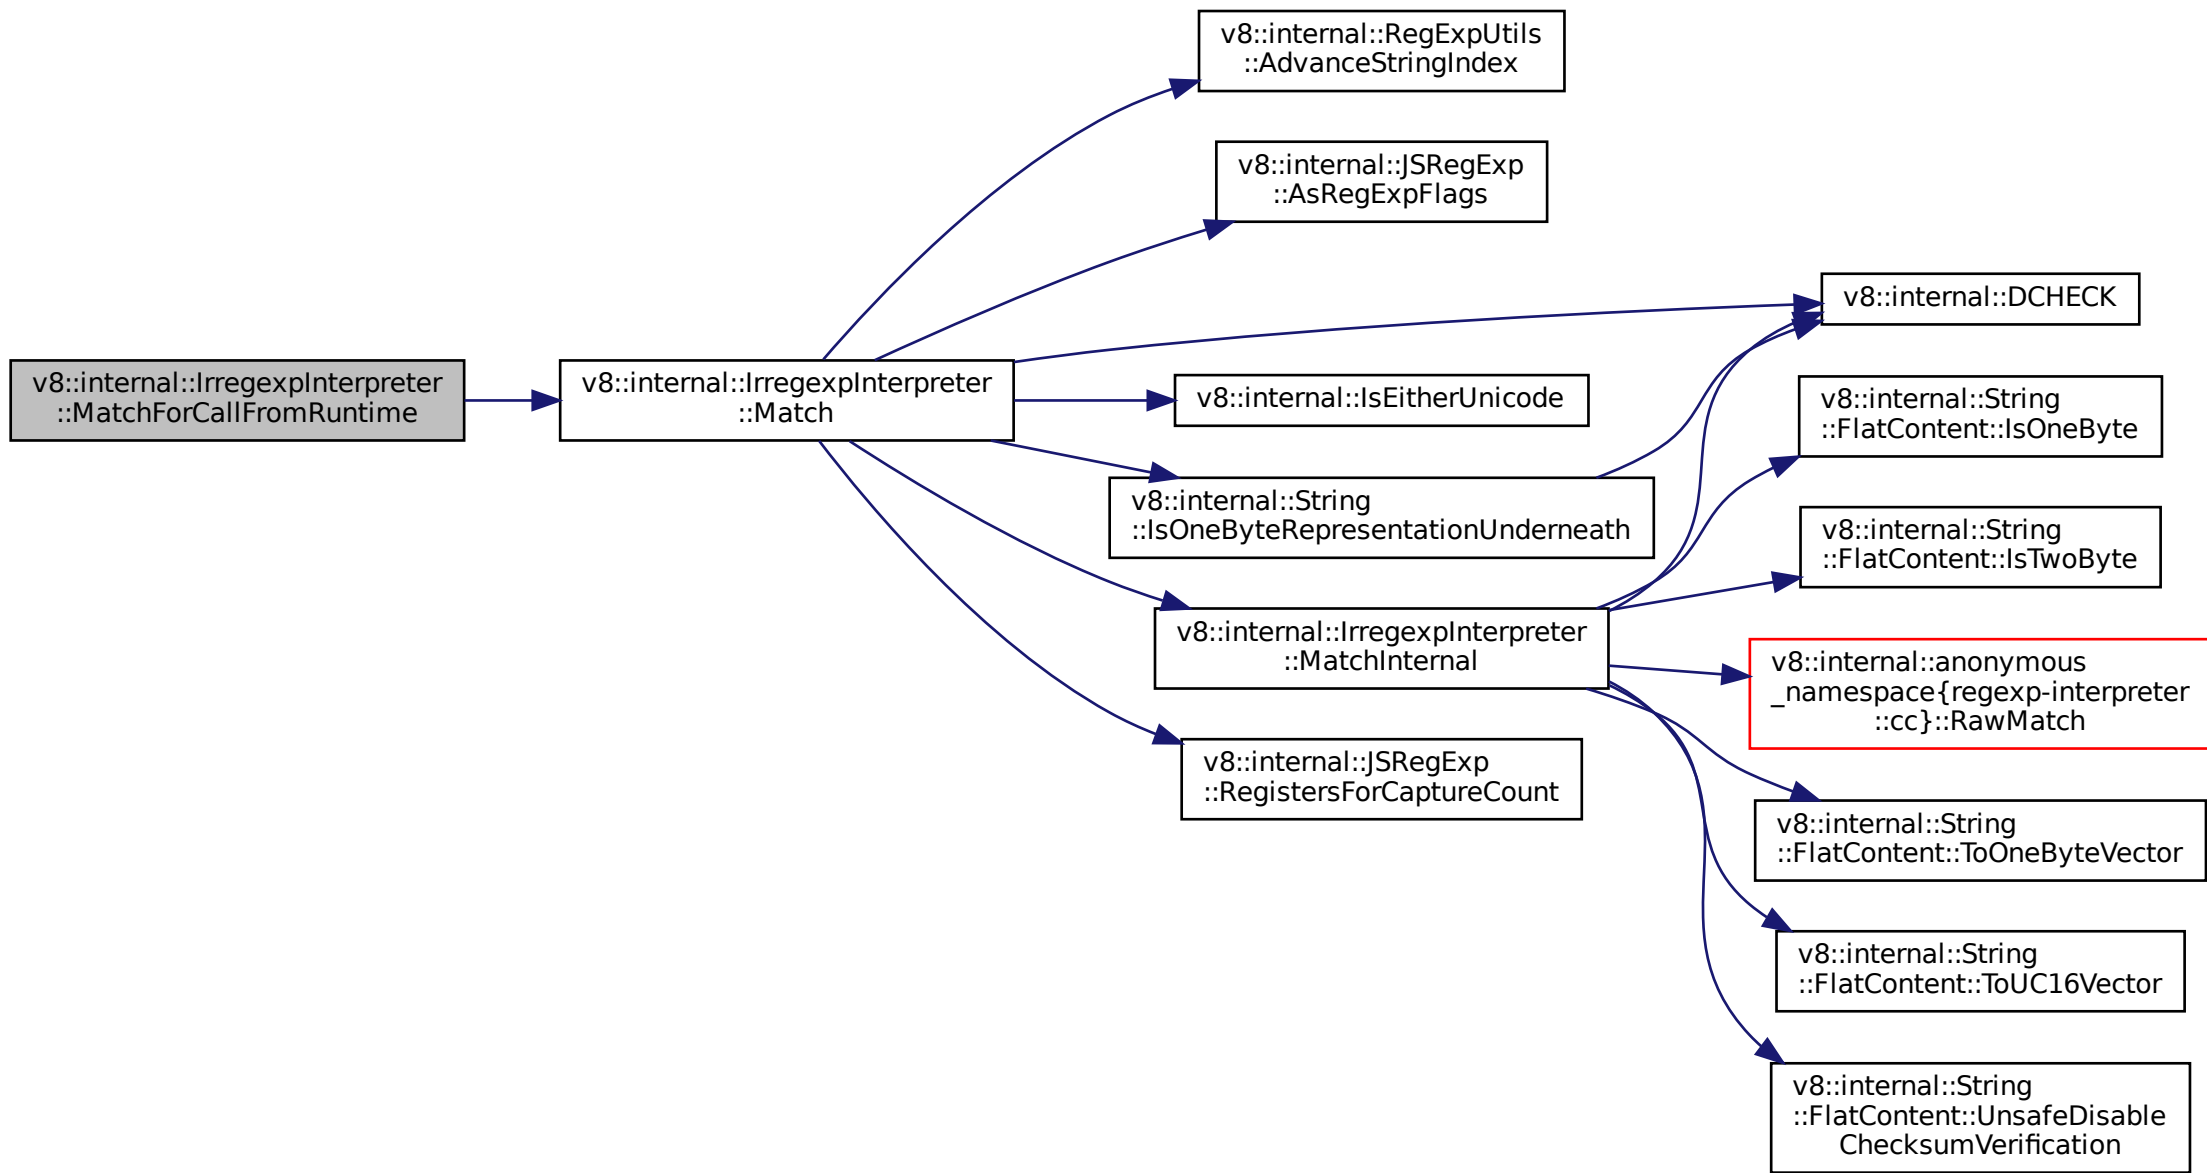 v8::internal::RegExpUtils
::AdvanceStringIndex
v8::internal::JSRegExp
::AsRegExpFlags
v8::internal::DCHECK
v8::internal::IrregexpInterpreter
::MatchForCallFromRuntime
v8::internal::IrregexpInterpreter
::Match
v8::internal::IsEitherUnicode
v8::internal::String
::FlatContent::IsOneByte
v8::internal::String
::IsOneByteRepresentationUnderneath
v8::internal::String
::FlatContent::IsTwoByte
v8::internal::IrregexpInterpreter
::MatchInternal
v8::internal::anonymous
_namespace{regexp-interpreter
::cc}::RawMatch
v8::internal::JSRegExp
::RegistersForCaptureCount
v8::internal::String
::FlatContent::ToOneByteVector
v8::internal::String
::FlatContent::ToUC16Vector
v8::internal::String
::FlatContent::UnsafeDisable
ChecksumVerification